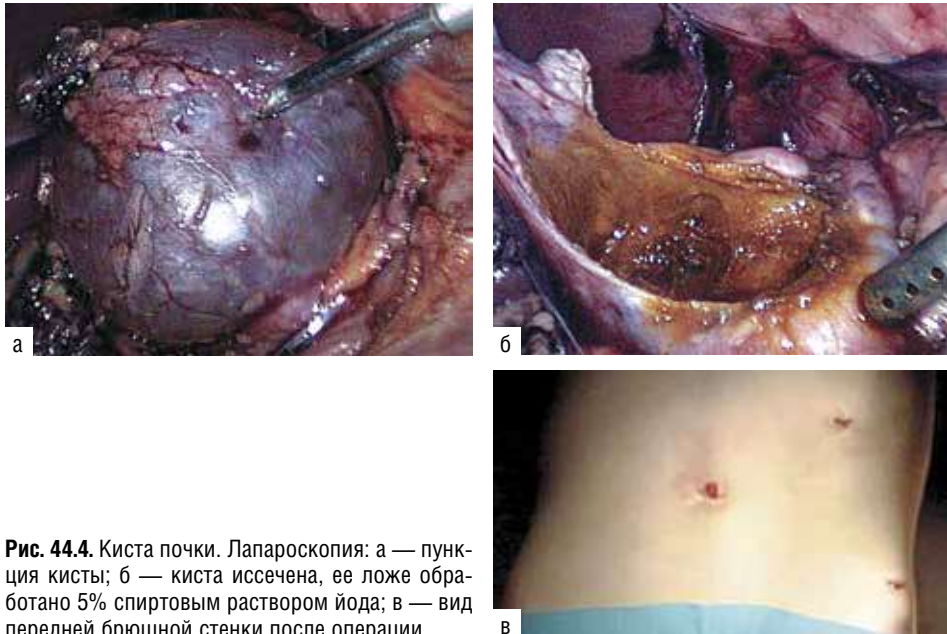 а
б
Рис. 44.4. Киста почки. Лапароскопия: а — пунк-
ция кисты; б — киста иссечена, ее ложе обра-
ботано 5% спиртовым раствором йода; в — вид
передней брюшной стенки после операции
в